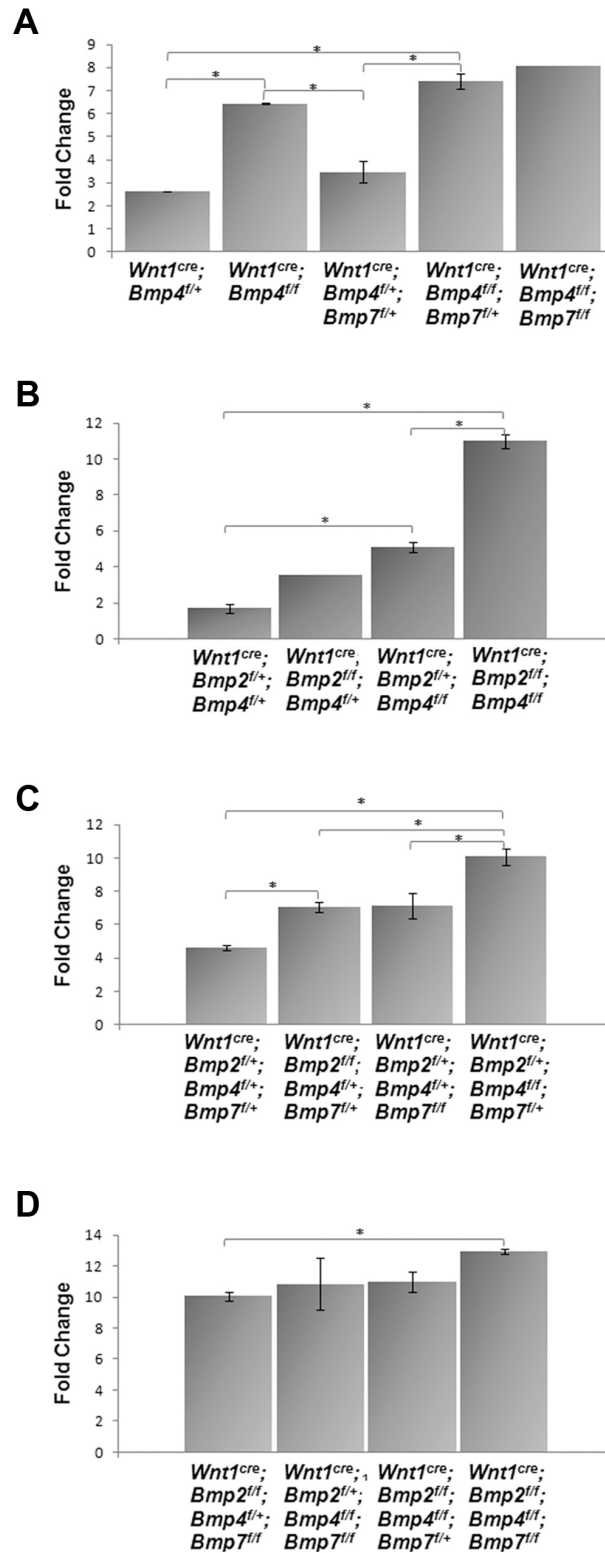 A
*
*
*
*
9
8
7
6
5
4
3
2
1
0
Fold Change
Wnt1cre; Wnt1cre; Wnt1cre; Wnt1cre; Wnt1cre;
Bmp4f/+ Bmp4f/f Bmp4f/+; Bmp4f/f; Bmp4f/f;
Bmp7f/+ Bmp7f/+ Bmp7f/f
B
*
*
*
12
10
8
6
4
2
0
Fold Change
Wnt1cre; Wnt1cre; Wnt1cre; Wnt1cre;
Bmp2f/+; Bmp2f/f; Bmp2f/+; Bmp2f/f;
Bmp4f/+ Bmp4f/+ Bmp4f/f Bmp4f/f
C
*
*
*
*
12
10
8
6
4
2
0
Fold Change
Wnt1cre; Wnt1cre; Wnt1cre; Wnt1cre;
Bmp2f/+; Bmp2f/f; Bmp2f/+; Bmp2f/+;
Bmp4f/+; Bmp4f/+; Bmp4f/+; Bmp4f/f;
Bmp7f/+ Bmp7f/+ Bmp7f/f Bmp7f/+
D
*
14
12
10
8
6
4
2
0
Fold Change
Wnt1cre; Wnt1cre; Wnt1cre; Wnt1cre;
Bmp2f/f; Bmp2f/+; Bmp2f/f; Bmp2f/f;
Bmp4f/+; Bmp4f/f; Bmp4f/f; Bmp4f/f;
Bmp7f/f Bmp7f/f Bmp7f/+ Bmp7f/f